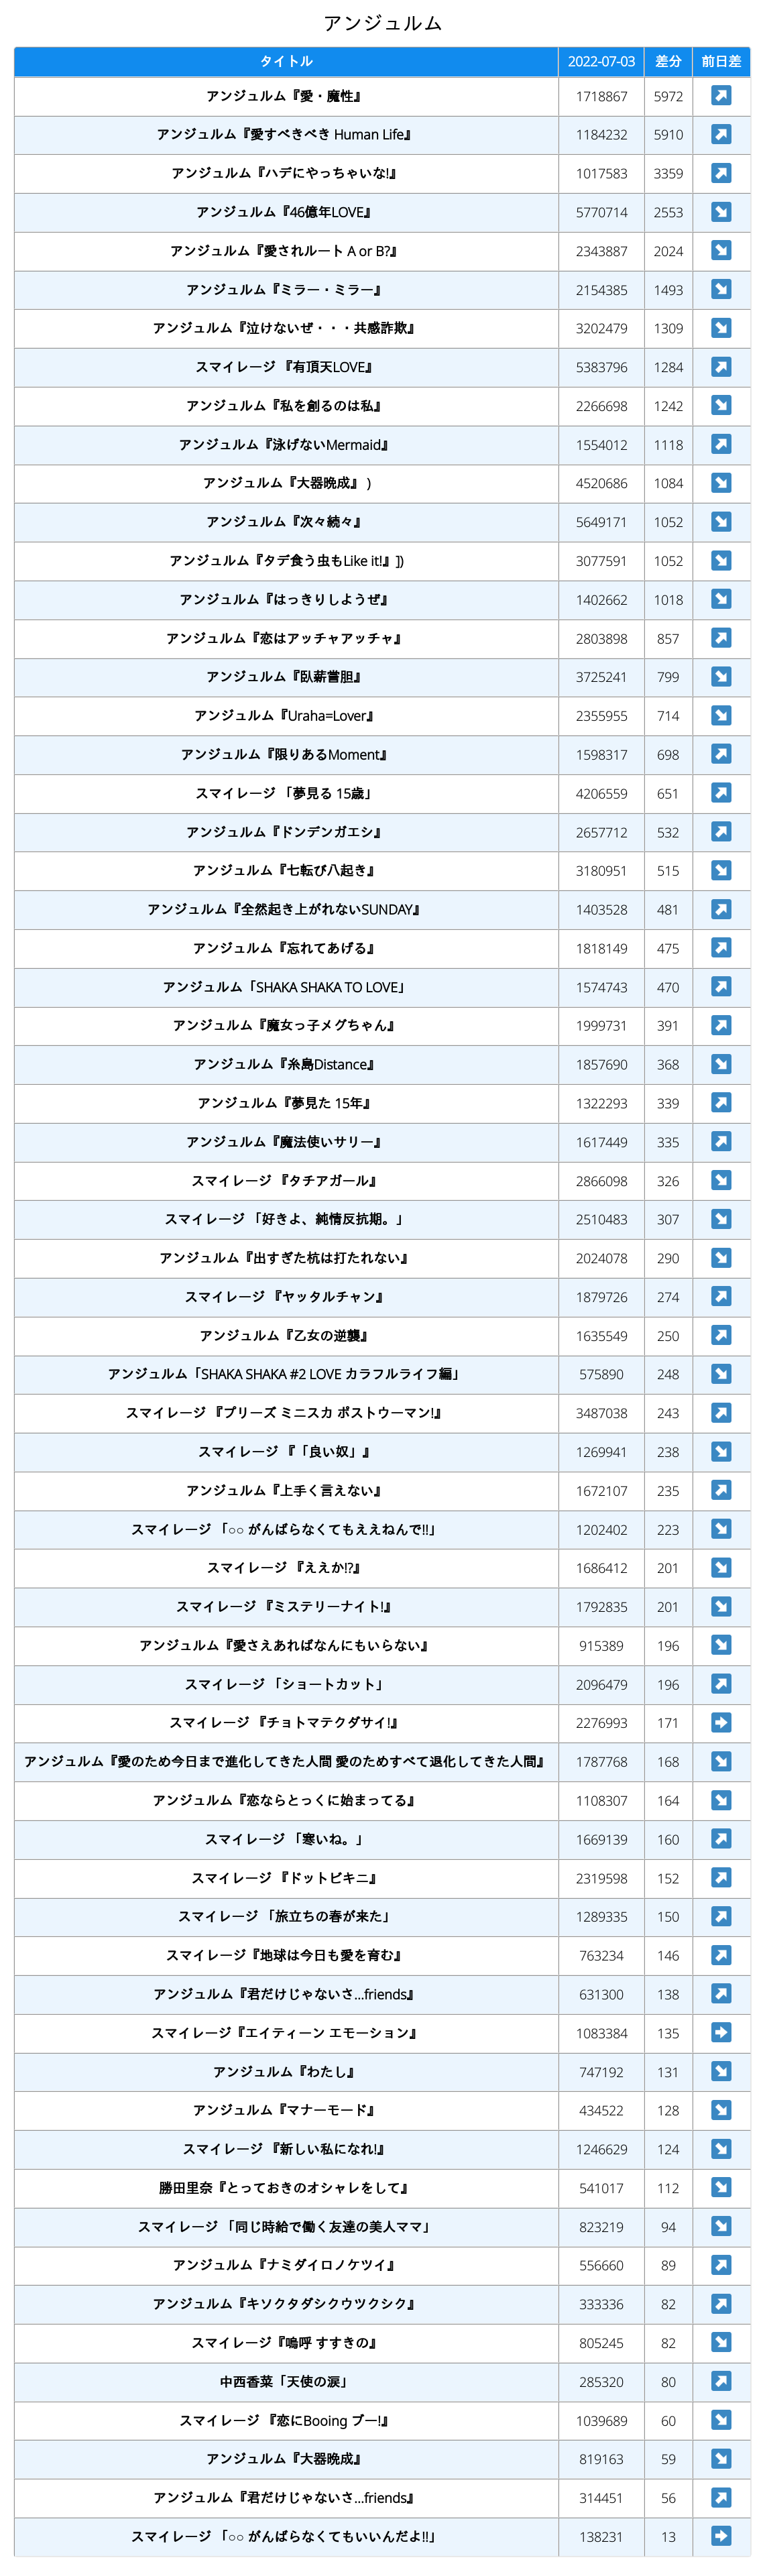 アンジュルム
タイトル 2022-07-03 差分 前日差
アンジュルム『愛・魔性』 1718867 5972 ↗
アンジュルム『愛すべきべき Human Life』 1184232 5910 ↗
アンジュルム『ハデにやっちゃいな!』 1017583 3359 ↗
アンジュルム『46億年LOVE』 5770714 2553 ↘
アンジュルム『愛されルート A or B?』 2343887 2024 ↘
アンジュルム『ミラー・ミラー』 2154385 1493 ↘
アンジュルム『泣けないぜ・・・共感詐欺』 3202479 1309 ↘
スマイレージ 『有頂天LOVE』 5383796 1284 ↗
アンジュルム『私を創るのは私』 2266698 1242 ↘
アンジュルム『泳げないMermaid』 1554012 1118 ↗
アンジュルム『大器晩成』 ) 4520686 1084 ↘
アンジュルム『次々続々』 5649171 1052 ↘
アンジュルム『タデ食う虫もLike it!』]) 3077591 1052 ↘
アンジュルム『はっきりしようぜ』 1402662 1018 ↘
アンジュルム『恋はアッチャアッチャ』 2803898 857 ↗
アンジュルム『臥薪嘗胆』 3725241 799 ↘
アンジュルム『Uraha=Lover』 2355955 714 ↘
アンジュルム『限りあるMoment』 1598317 698 ↗
スマイレージ 「夢見る 15歳」 4206559 651 ↗
アンジュルム『ドンデンガエシ』 2657712 532 ↗
アンジュルム『七転び八起き』 3180951 515 ↘
アンジュルム『全然起き上がれないSUNDAY』 1403528 481 ↗
アンジュルム『忘れてあげる』 1818149 475 ↗
アンジュルム「SHAKA SHAKA TO LOVE」 1574743 470 ↗
アンジュルム『魔女っ子メグちゃん』 1999731 391 ↗
アンジュルム『糸島Distance』 1857690 368 ↘
アンジュルム『夢見た 15年』 1322293 339 ↗
アンジュルム『魔法使いサリー』 1617449 335 ↗
スマイレージ 『タチアガール』 2866098 326 ↘
スマイレージ 「好きよ、純情反抗期。」 2510483 307 ↘
アンジュルム『出すぎた杭は打たれない』 2024078 290 ↘
スマイレージ 『ヤッタルチャン』 1879726 274 ↗
アンジュルム『乙女の逆襲』 1635549 250 ↗
アンジュルム「SHAKA SHAKA #2 LOVE カラフルライフ編」 575890 248 ↘
スマイレージ 『プリーズ ミニスカ ポストウーマン!』 3487038 243 ↗
スマイレージ 『「良い奴」』 1269941 238 ↘
アンジュルム『上手く言えない』 1672107 235 ↗
スマイレージ 「○○ がんばらなくてもええねんで!!」 1202402 223 ↘
スマイレージ 『ええか!?』 1686412 201 ↘
スマイレージ 『ミステリーナイト!』 1792835 201 ↘
アンジュルム『愛さえあればなんにもいらない』 915389 196 ↘
スマイレージ 「ショートカット」 2096479 196 ↗
スマイレージ 『チョトマテクダサイ!』 2276993 171 ➡
アンジュルム『愛のため今日まで進化してきた人間 愛のためすべて退化してきた人間』 1787768 168 ↘
アンジュルム『恋ならとっくに始まってる』 1108307 164 ↘
スマイレージ 「寒いね。」 1669139 160 ↗
スマイレージ 『ドットビキニ』 2319598 152 ↗
スマイレージ 「旅立ちの春が来た」 1289335 150 ↗
スマイレージ『地球は今日も愛を育む』 763234 146 ↗
アンジュルム『君だけじゃないさ...friends』 631300 138 ↗
スマイレージ『エイティーン エモーション』 1083384 135 ➡
アンジュルム『わたし』 747192 131 ↘
アンジュルム『マナーモード』 434522 128 ↘
スマイレージ 『新しい私になれ!』 1246629 124 ↘
勝田里奈『とっておきのオシャレをして』 541017 112 ↘
スマイレージ 「同じ時給で働く友達の美人ママ」 823219 94 ↘
アンジュルム『ナミダイロノケツイ』 556660 89 ↗
アンジュルム『キソクタダシクウツクシク』 333336 82 ↗
スマイレージ『嗚呼 すすきの』 805245 82 ↘
中西香菜「天使の涙」 285320 80 ↗
スマイレージ 『恋にBooing ブー!』 1039689 60 ↘
アンジュルム『大器晩成』 819163 59 ↘
アンジュルム『君だけじゃないさ...friends』 314451 56 ↗
スマイレージ 「○○ がんばらなくてもいいんだよ!!」 138231 13 ➡